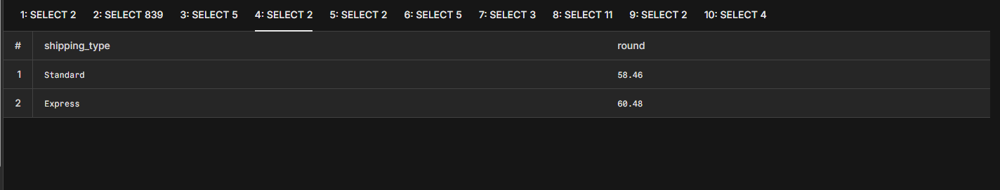 1: SELECT 2 2: SELECT 839 3: SELECT 5 4: SELECT 2 5: SELECT 2 6: SELECT 5 7: SELECT 3 8: SELECT 11 9: SELECT 2 10: SELECT 4
# shipping_type round
1 Standard 58.46
2 Express 60.48